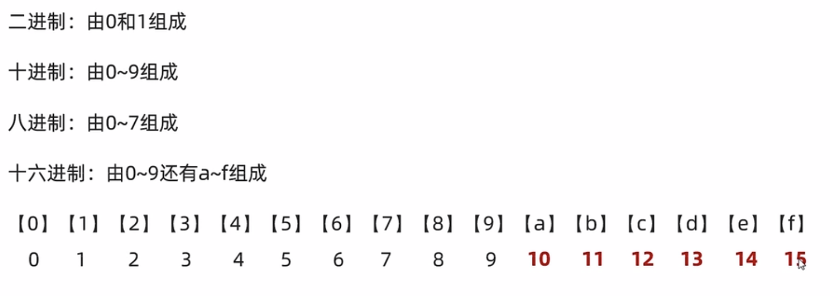 二进制：由0和1组成
十进制：由0~9组成
八进制：由0~7组成
十六进制：由0~9还有a~f组成
【0】【1】【2】【3】【4】【5】【6】【7】【8】【9】【a】【b】【c】【d】【e】【f】
0 1 2 3 4 5 6 7 8 9 10 11 12 13 14 15